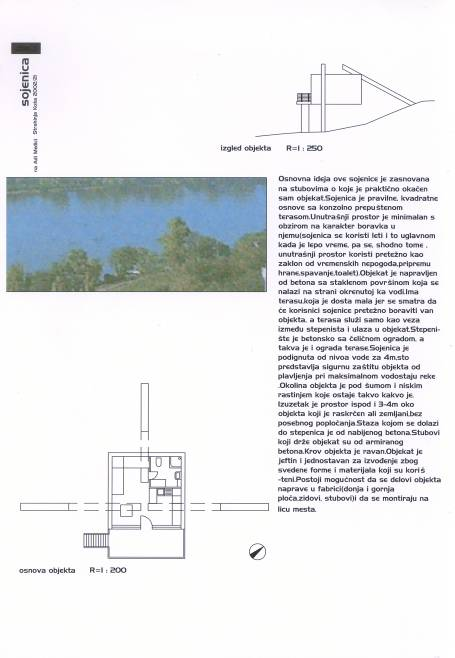 sojenica
na Adi Međici
Strahinja Koke 2002/3
izgled objekta R=1 : 250
Osnovna ideja ove sojenice je zasnovana
na stubovima o koje je praktično okačen
sam objekat.Sojenica je pravilne, kvadratne
osnove sa konzolno prepuštenom
terasom.Unutrašnji prostor je minimalan s
obzirom na karakter boravka u
njemu(sojenica se koristi leti i to uglavnom
kada je lepo vreme, pa se, shodno tome ,
unutrašnji prostor koristi pretežno kao
zaklon od vremenskih nepogoda,pripremu
hrane,spavanje,toalet).Objekat je napravljen
od betona sa staklenom površinom koja se
nalazi na strani okrenutoj ka vodi.Ima
terasu,koja je dosta mala jer se smatra da
će korisnici sojenice pretežno boraviti van
objekta, a terasa služi samo kao veza
između stepenista i ulaza u objekat.Stepeni-
šte je betonsko sa čeličnom ogradom, a
takva je i ograda terase.Sojenica je
podignuta od nivoa vode za 4m,sto
predstavlja sigurnu zaštitu objekta od
plavljenja pri maksimalnom vodostaju reke
.Okolina objekta je pod šumom i niskim
rastinjem koje ostaje takvo kakvo je.
Izuzetak je prostor ispod i 3-4m oko
objekta koji je raskrčen ali zemljani,bez
posebnog popločanja.Staza kojom se dolazi
do stepenica je od nabijenog betona.Stubovi
koji drže objekat su od armiranog
betona.Krov objekta je ravan.Objekat je
jeftin i jednostavan za izvođenje zbog
svedene forme i materijala koji su koriš
-teni.Postoji mogućnost da se delovi objekta
naprave u fabrici(donja i gornja
ploča,zidovi, stubovi)i da se montiraju na
licu mesta.
osnova objekta R=1 : 200